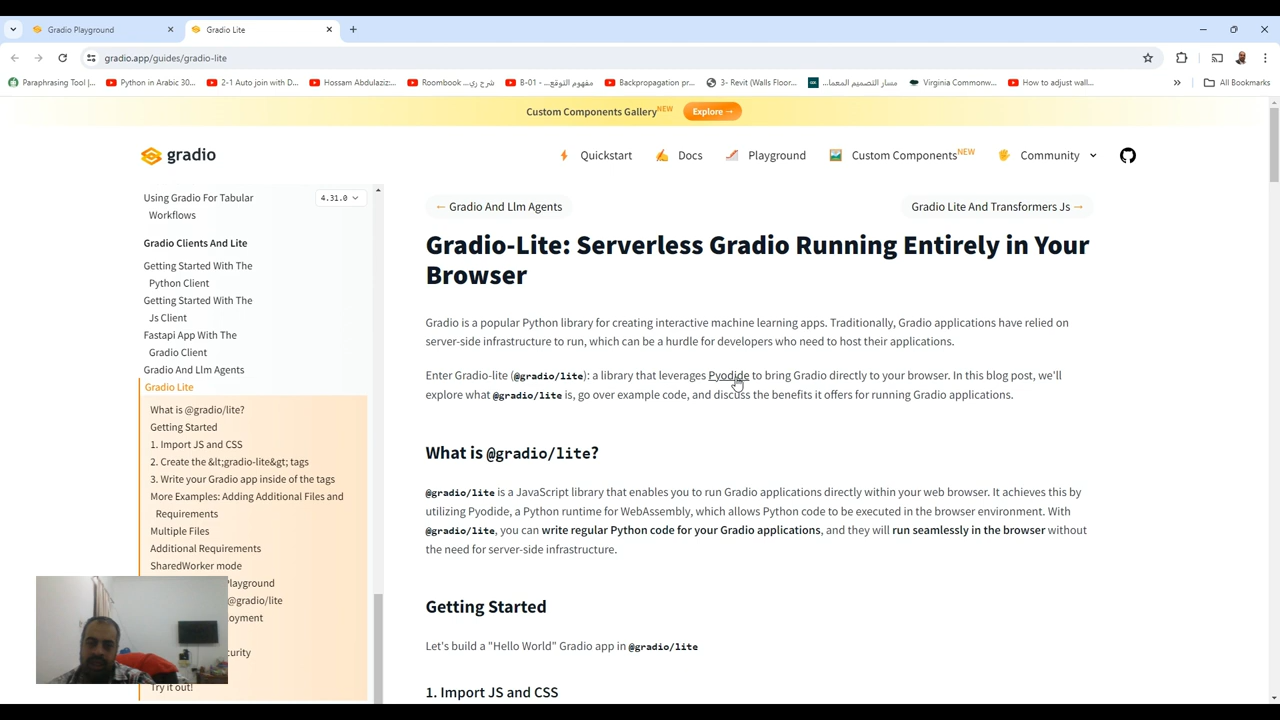 Gradio Playground
Gradio Lite
gradio.app/guides/gradio-lite
Paraphrasing Tool |...
Python in Arabic 30...
2-1 Auto join with D...
Hossam Abdulaziz:...
Roombook شرح ري...
B-01 - مفهوم التوقع...
Backpropagation pr...
3- Revit (Walls Floor...
مسار التصميم المعما...
Virginia Commonw...
How to adjust wall...
»
All Bookmarks
Custom Components Gallery NEW
Explore →
gradio
Quickstart
Docs
Playground
Custom Components NEW
Community
Using Gradio For Tabular
Workflows
4.31.0
Gradio Clients And Lite
Getting Started With The
Python Client
Getting Started With The
Js Client
Fastapi App With The
Gradio Client
Gradio And Llm Agents
Gradio Lite
What is @gradio/lite?
Getting Started
1. Import JS and CSS
2. Create the &lt;gradio-lite&gt; tags
3. Write your Gradio app inside of the tags
More Examples: Adding Additional Files and
Requirements
Multiple Files
Additional Requirements
SharedWorker mode
Playground
@gradio/lite
oyment
curity
Try it out!
← Gradio And Llm Agents
Gradio Lite And Transformers Js →
Gradio-Lite: Serverless Gradio Running Entirely in Your
Browser
Gradio is a popular Python library for creating interactive machine learning apps. Traditionally, Gradio applications have relied on
server-side infrastructure to run, which can be a hurdle for developers who need to host their applications.
Enter Gradio-lite (@gradio/lite): a library that leverages Pyodide to bring Gradio directly to your browser. In this blog post, we'll
explore what @gradio/lite is, go over example code, and discuss the benefits it offers for running Gradio applications.
What is @gradio/lite?
@gradio/lite is a JavaScript library that enables you to run Gradio applications directly within your web browser. It achieves this by
utilizing Pyodide, a Python runtime for WebAssembly, which allows Python code to be executed in the browser environment. With
@gradio/lite, you can write regular Python code for your Gradio applications, and they will run seamlessly in the browser without
the need for server-side infrastructure.
Getting Started
Let's build a "Hello World" Gradio app in @gradio/lite
1. Import JS and CSS